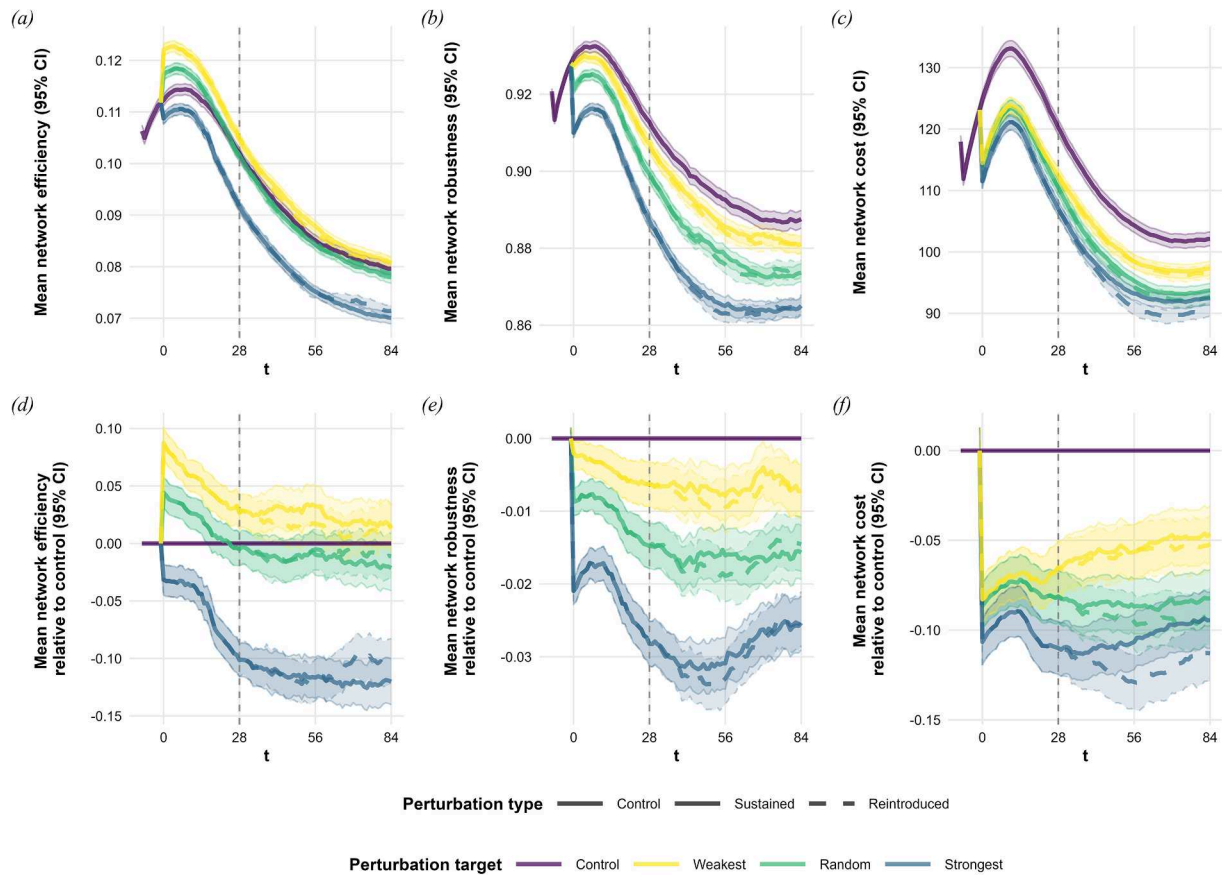 (a)
Mean network efficiency (95% CI)
0.12
0.11
0.10
0.09
0.08
0.07
0
28
56
84
t
(b)
Mean network robustness (95% CI)
0.92
0.90
0.88
0.86
0
28
56
84
t
(c)
Mean network cost (95% CI)
130
120
110
100
90
0
28
56
84
t
(d)
Mean network efficiency
relative to control (95% CI)
0.10
0.05
0.00
-0.05
-0.10
-0.15
0
28
56
84
t
(e)
Mean network robustness
relative to control (95% CI)
0.00
-0.01
-0.02
-0.03
0
28
56
84
t
(f)
Mean network cost
relative to control (95% CI)
0.00
-0.05
-0.10
-0.15
0
28
56
84
t
Perturbation type Control Sustained Reintroduced
Perturbation target Control Weakest Random Strongest